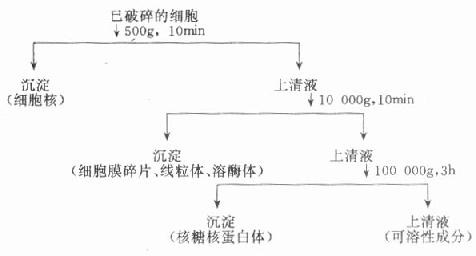 已破碎的细胞
500g，10min
沉淀
（细胞核）
上清液
10 000g，10min
沉淀
（细胞膜碎片、线粒体、溶酶体）
上清液
100 000g，3h
沉淀
（核糖核蛋白体）
上清液
（可溶性成分）